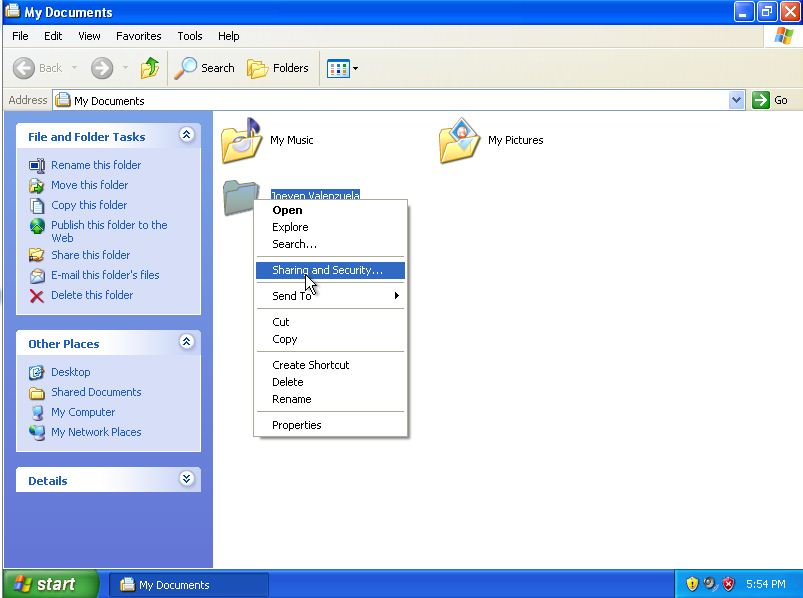 My Documents
File Edit View Favorites Tools Help
Back Search Folders
Address My Documents Go
File and Folder Tasks
Rename this folder
Move this folder
Copy this folder
Publish this folder to the
Web
Share this folder
E-mail this folder's files
Delete this folder
Other Places
Desktop
Shared Documents
My Computer
My Network Places
Details
My Music
My Pictures
Joeven Valenzuela
Open
Explore
Search...
Sharing and Security...
Send To
Cut
Copy
Create Shortcut
Delete
Rename
Properties
start My Documents 5:54 PM